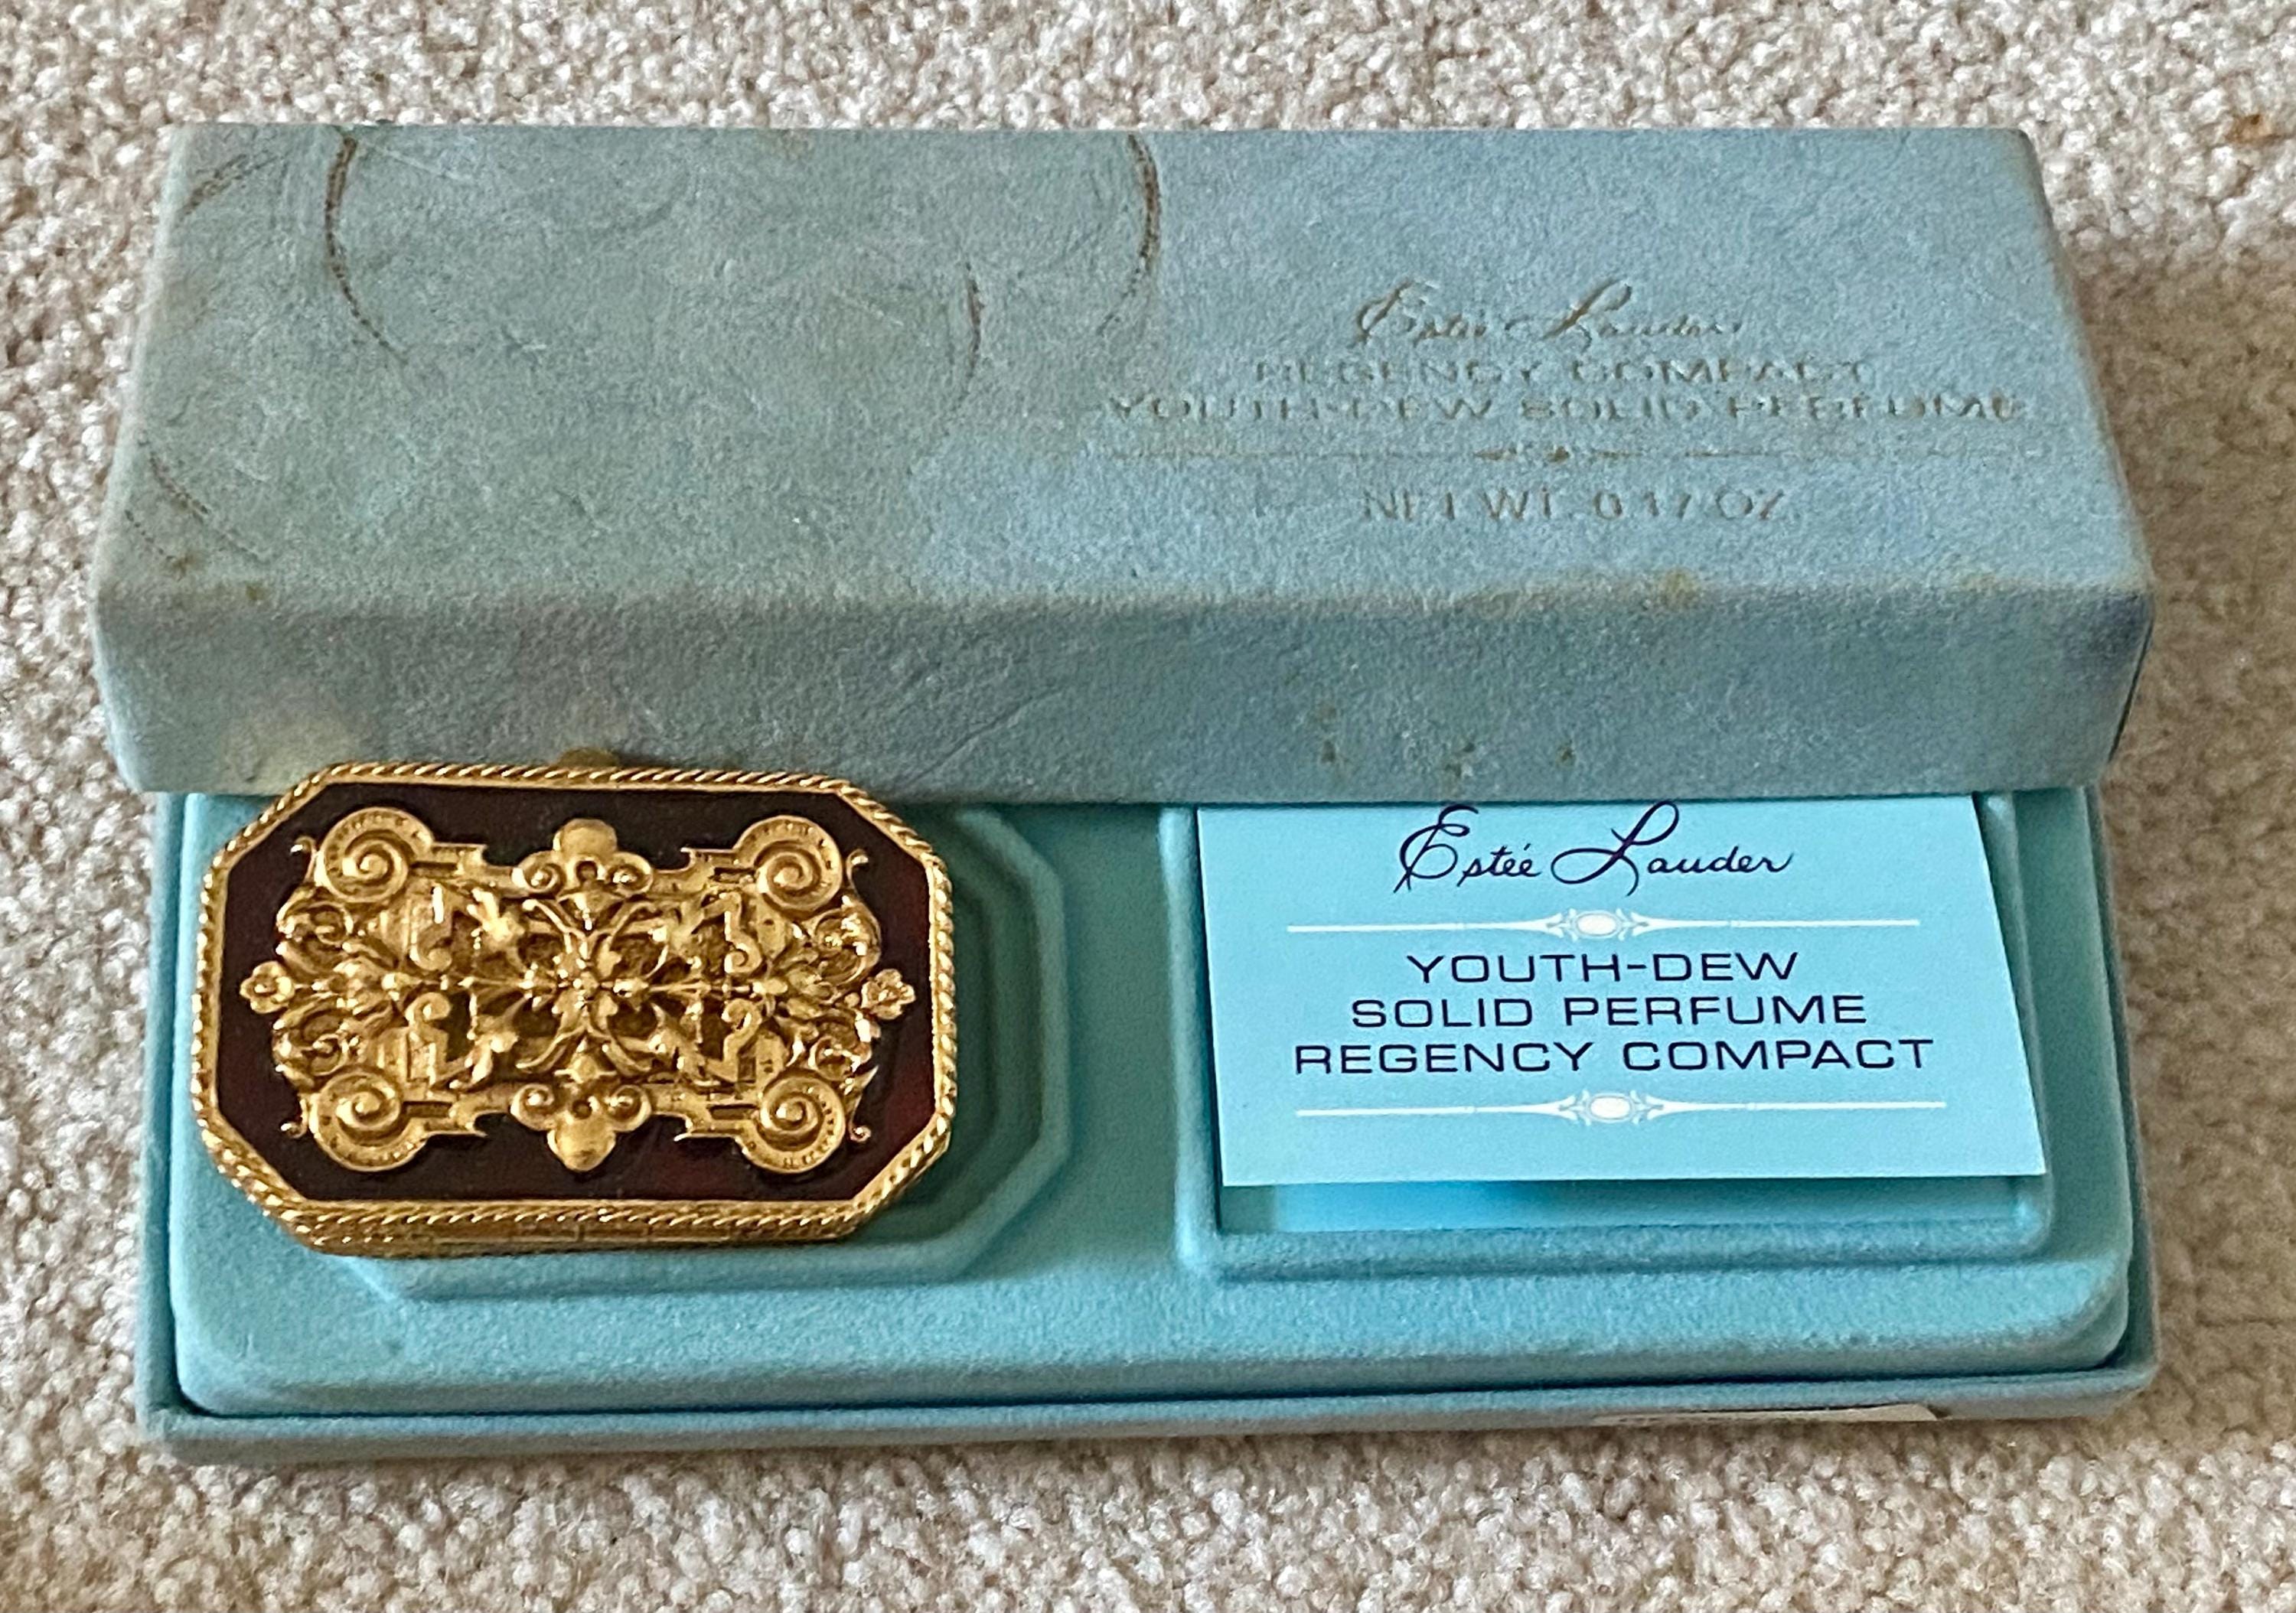 Estée Lauder
REGENCY COMPACT
YOUTH-DEW SOLID PERFUME
NET WT. 0.17 OZ.
Estée Lauder
YOUTH-DEW
SOLID PERFUME
REGENCY COMPACT